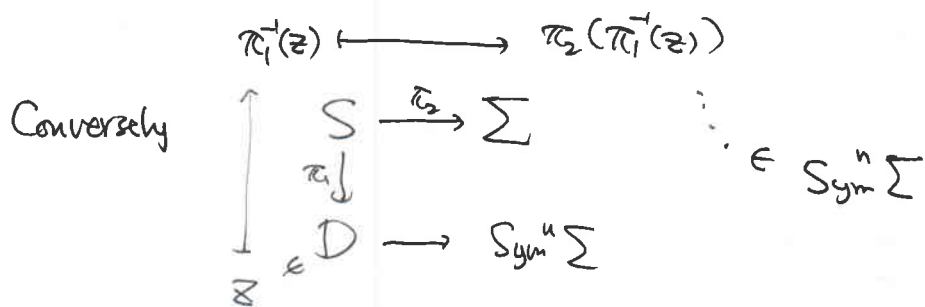 π₁⁻¹(z) ⟼ π₂(π₁⁻¹(z))
Conversely S π₂→ Σ ⋱ ∈ Symⁿ Σ
π₁↓
z ∈ D → Symⁿ Σ